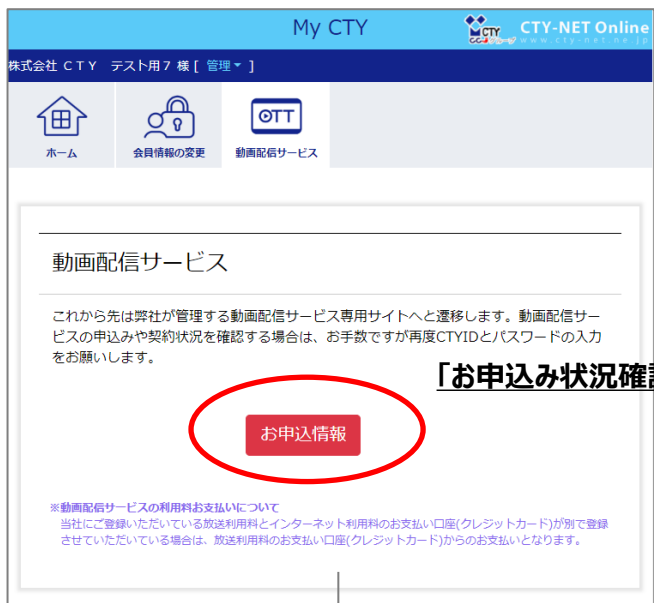 My CTY
CTY CTY-NET Online
www.cty-net.ne.jp
株式会社 ＣＴＹ テスト用７ 様 [ 管理 ]
OTT
ホーム 会員情報の変更 動画配信サービス
動画配信サービス
これから先は弊社が管理する動画配信サービス専用サイトへと遷移します。動画配信サー
ビスの申込みや契約状況を確認する場合は、お手数ですが再度CTYIDとパスワードの入力
をお願いします。
「お申込み状況確
お申込情報
※動画配信サービスの利用料お支払いについて
当社にご登録いただいている放送利用料とインターネット利用料のお支払い口座(クレジットカード)が別で登録
させていただいている場合は、放送利用料のお支払い口座(クレジットカード)からのお支払いとなります。